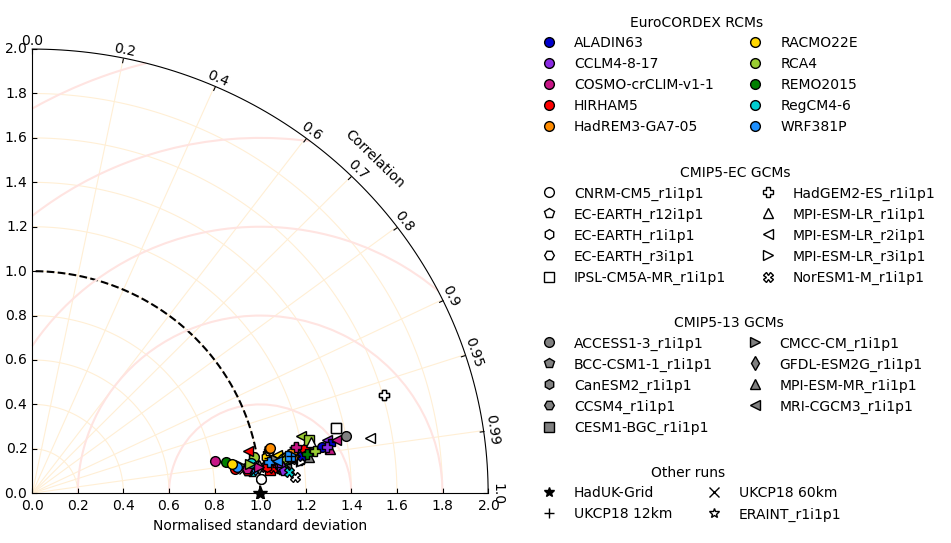 0.0
0.2
0.4
0.6
0.7
0.8
0.9
0.95
0.99
1.0
Correlation
2.0
1.8
1.6
1.4
1.2
1.0
0.8
0.6
0.4
0.2
0.0
0.0 0.2 0.4 0.6 0.8 1.0 1.2 1.4 1.6 1.8 2.0
Normalised standard deviation
EuroCORDEX RCMs
ALADIN63 RACMO22E
CCLM4-8-17 RCA4
COSMO-crCLIM-v1-1 REMO2015
HIRHAM5 RegCM4-6
HadREM3-GA7-05 WRF381P
CMIP5-EC GCMs
CNRM-CM5_r1i1p1 HadGEM2-ES_r1i1p1
EC-EARTH_r12i1p1 MPI-ESM-LR_r1i1p1
EC-EARTH_r1i1p1 MPI-ESM-LR_r2i1p1
EC-EARTH_r3i1p1 MPI-ESM-LR_r3i1p1
IPSL-CM5A-MR_r1i1p1 NorESM1-M_r1i1p1
CMIP5-13 GCMs
ACCESS1-3_r1i1p1 CMCC-CM_r1i1p1
BCC-CSM1-1_r1i1p1 GFDL-ESM2G_r1i1p1
CanESM2_r1i1p1 MPI-ESM-MR_r1i1p1
CCSM4_r1i1p1 MRI-CGCM3_r1i1p1
CESM1-BGC_r1i1p1
Other runs
HadUK-Grid UKCP18 60km
UKCP18 12km ERAINT_r1i1p1